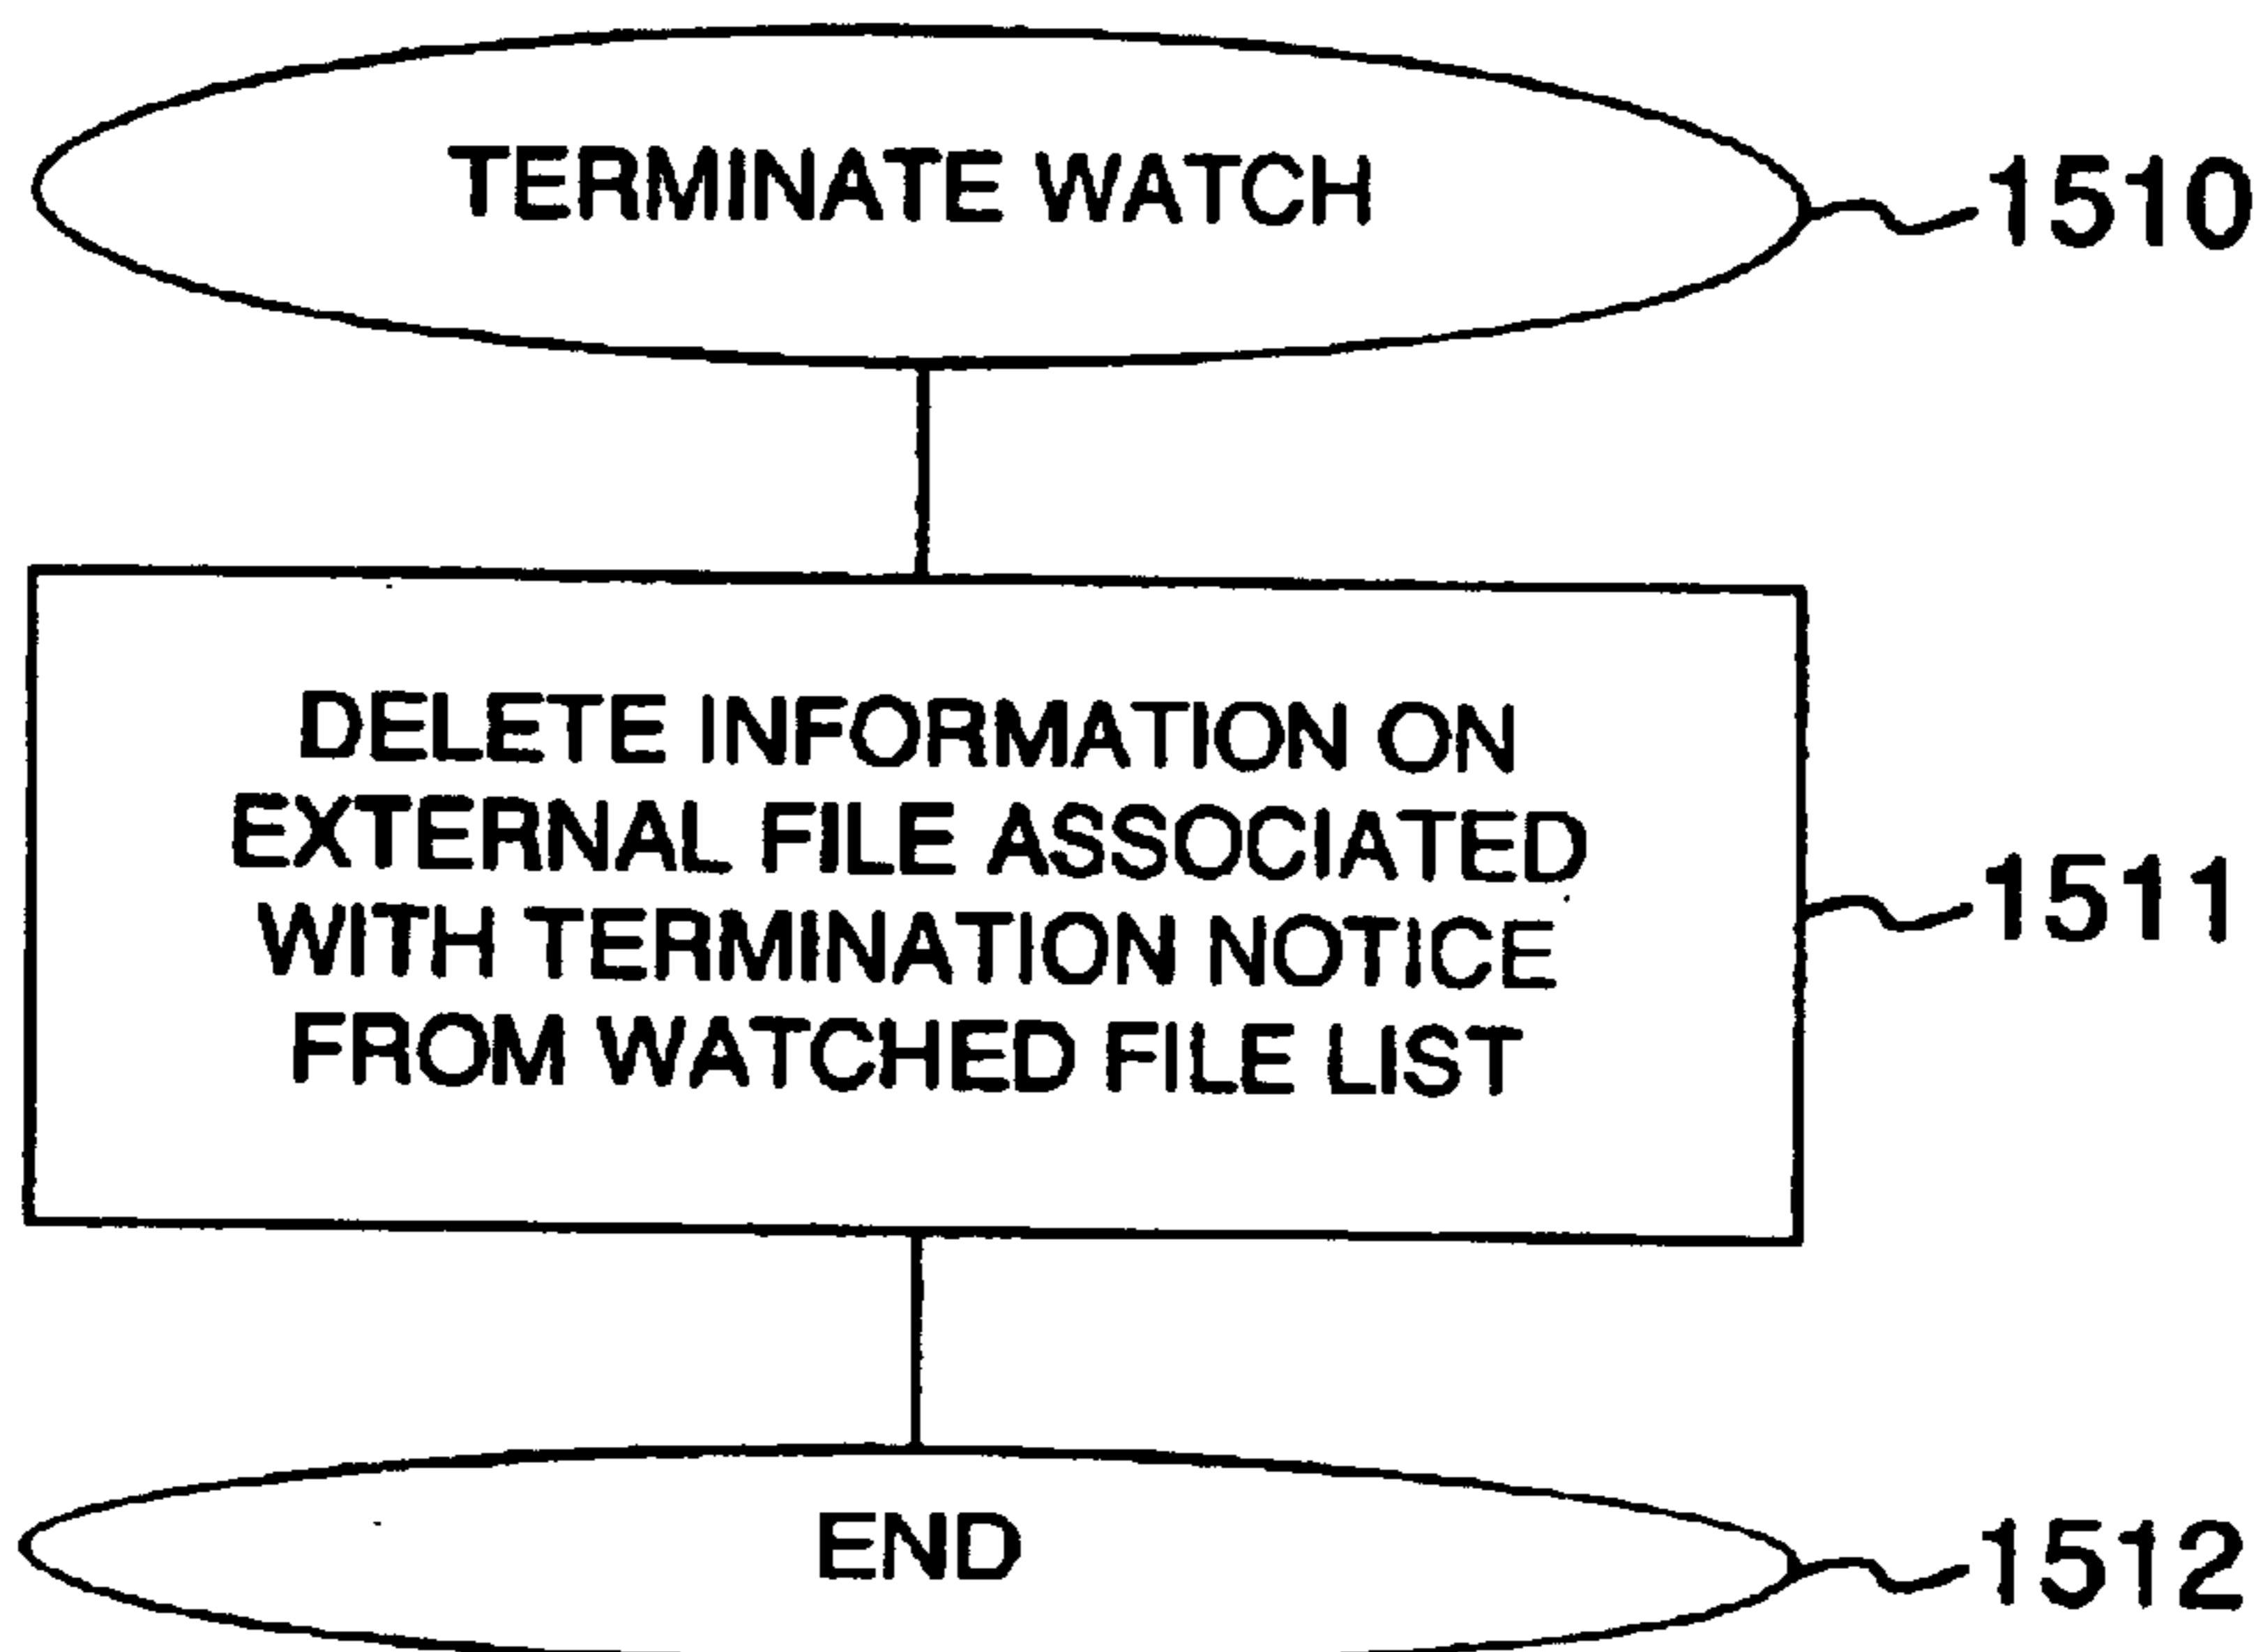 TERMINATE WATCH
1510
DELETE INFORMATION ON
EXTERNAL FILE ASSOCIATED
WITH TERMINATION NOTICE
FROM WATCHED FILE LIST
1511
END
1512